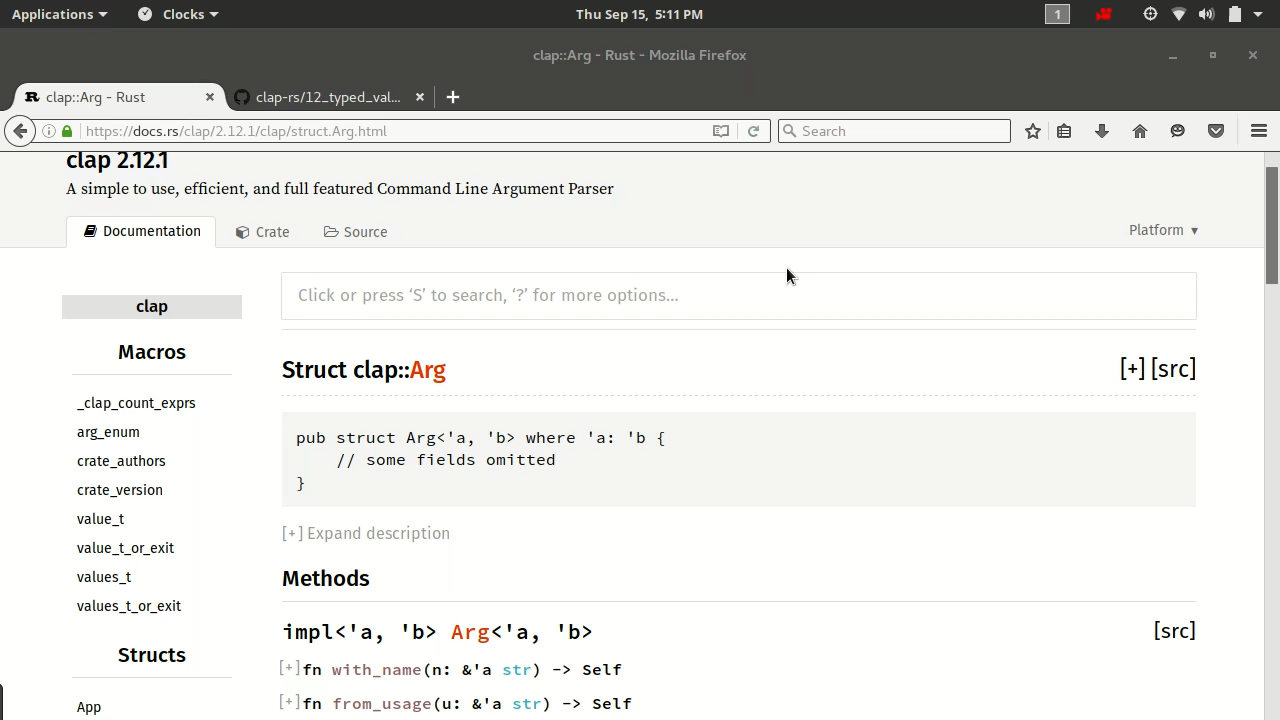 Applications Clocks Thu Sep 15, 5:11 PM 1
clap::Arg - Rust - Mozilla Firefox
clap::Arg - Rust clap-rs/12_typed_val...
https://docs.rs/clap/2.12.1/clap/struct.Arg.html Search
clap 2.12.1
A simple to use, efficient, and full featured Command Line Argument Parser
Documentation Crate Source Platform
Click or press ‘S’ to search, ‘?’ for more options...
clap
Macros
_clap_count_exprs
arg_enum
crate_authors
crate_version
value_t
value_t_or_exit
values_t
values_t_or_exit
Structs
App
Struct clap::Arg [+] [src]
pub struct Arg<'a, 'b> where 'a: 'b {
// some fields omitted
}
[+] Expand description
Methods
impl<'a, 'b> Arg<'a, 'b> [src]
[+] fn with_name(n: &'a str) -> Self
[+] fn from_usage(u: &'a str) -> Self